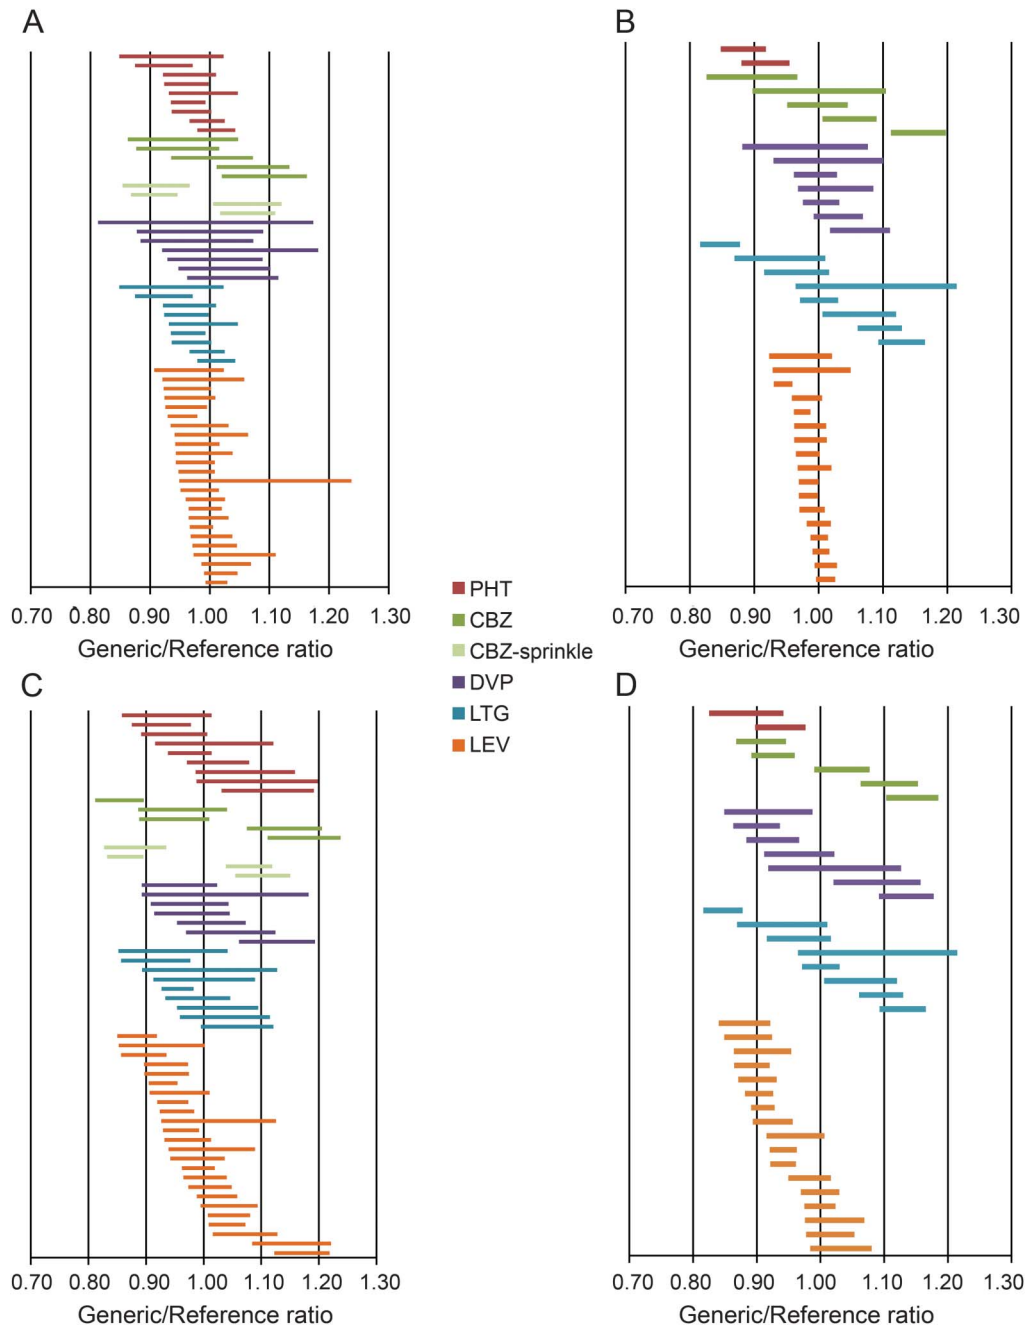 A
B
0.70 0.80 0.90 1.00 1.10 1.20 1.30
Generic/Reference ratio
0.70 0.80 0.90 1.00 1.10 1.20 1.30
Generic/Reference ratio
PHT
CBZ
CBZ-sprinkle
DVP
LTG
LEV
C
D
0.70 0.80 0.90 1.00 1.10 1.20 1.30
Generic/Reference ratio
0.70 0.80 0.90 1.00 1.10 1.20 1.30
Generic/Reference ratio